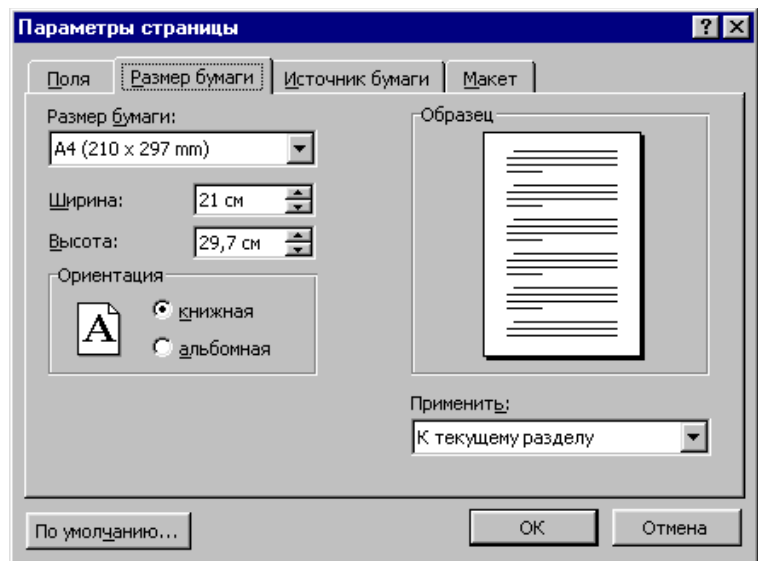 Параметры страницы
Поля Размер бумаги Источник бумаги Макет
Размер бумаги:
A4 (210 x 297 mm)
Ширина: 21 см
Высота: 29,7 см
Ориентация
A
книжная
альбомная
Образец
Применить:
К текущему разделу
По умолчанию... ОК Отмена